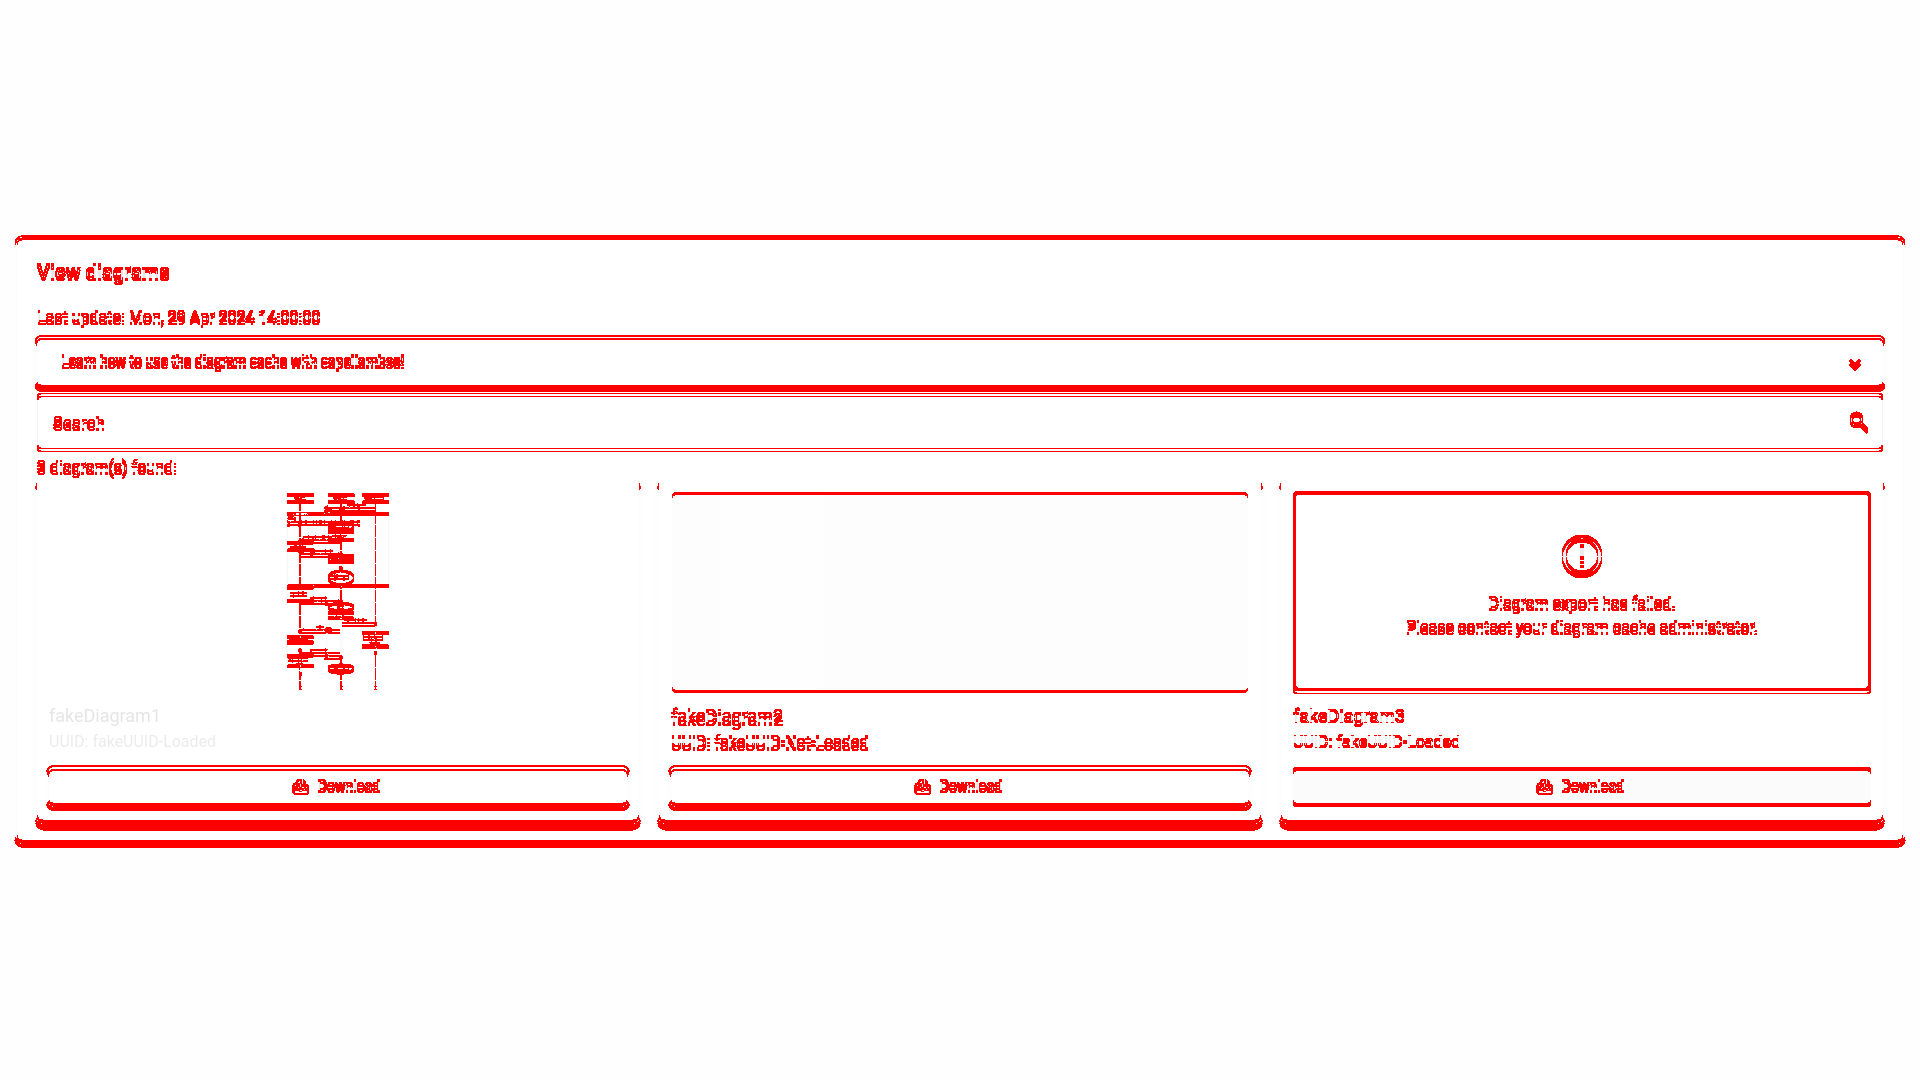 View diagrams
Last update: Mon, 29 Apr 2024 14:00:00
Learn how to use the diagram cache with capellambse!
Search
diagram(s) found:
Diagram export has failed.
Please contact your diagram cache administrator.
fakeDiagram1
fakeDiagram2
fakeDiagram3
UUID: fakeUUID-Loaded
UUID: fakeUUID-Not-Loaded
UUID: fakeUUID-Loaded
Download
Download
Download